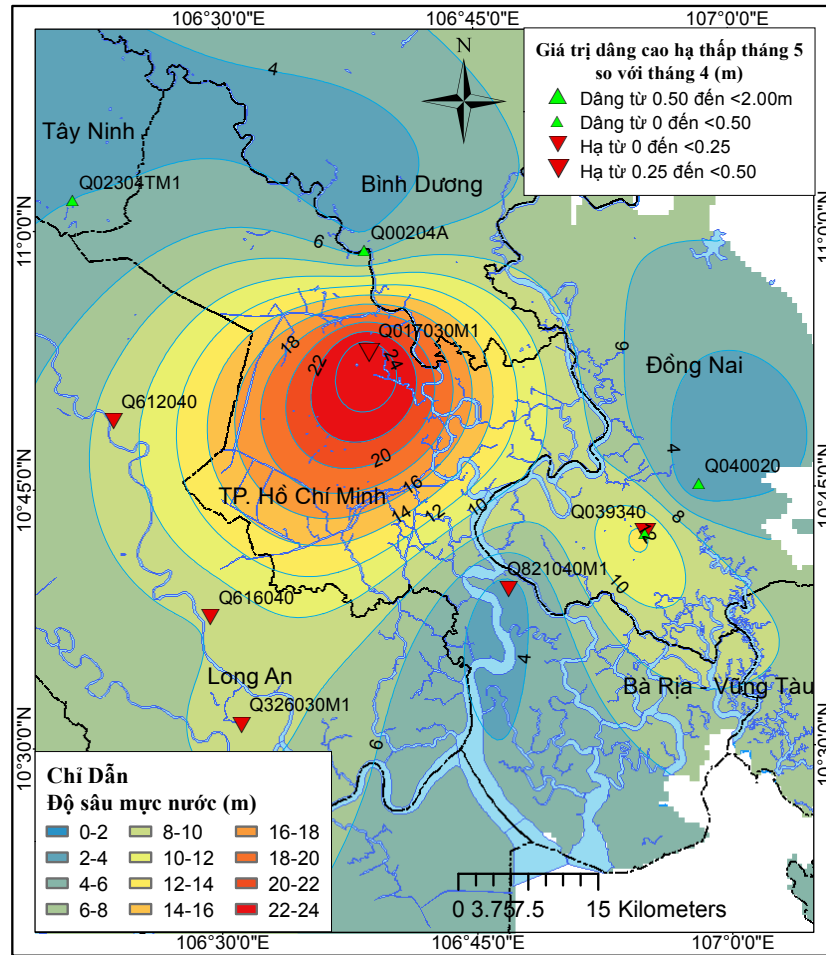 106°30'0"E
106°45'0"E
107°0'0"E
N
Giá trị dâng cao hạ thấp tháng 5
so với tháng 4 (m)
Dâng từ 0.50 đến <2.00m
Dâng từ 0 đến <0.50
Hạ từ 0 đến <0.25
Hạ từ 0.25 đến <0.50
4
Tây Ninh
Bình Dương
Q02304TM1
11°0'0"N
11°0'0"N
6
Q00204A
Q017030M1
18
22
24
6
Đồng Nai
Q612040
4
20
Q040020
10°45'0"N
10°45'0"N
TP. Hồ Chí Minh
16
14
12
10
Q039340
8
10
Q821040M1
Q616040
4
Long An
Bà Rịa - Vũng Tàu
Q326030M1
6
10°30'0"N
10°30'0"N
Chỉ Dẫn
Độ sâu mực nước (m)
0-2
8-10
16-18
2-4
10-12
18-20
4-6
12-14
20-22
6-8
14-16
22-24
0 3.757.5 15 Kilometers
106°30'0"E
106°45'0"E
107°0'0"E